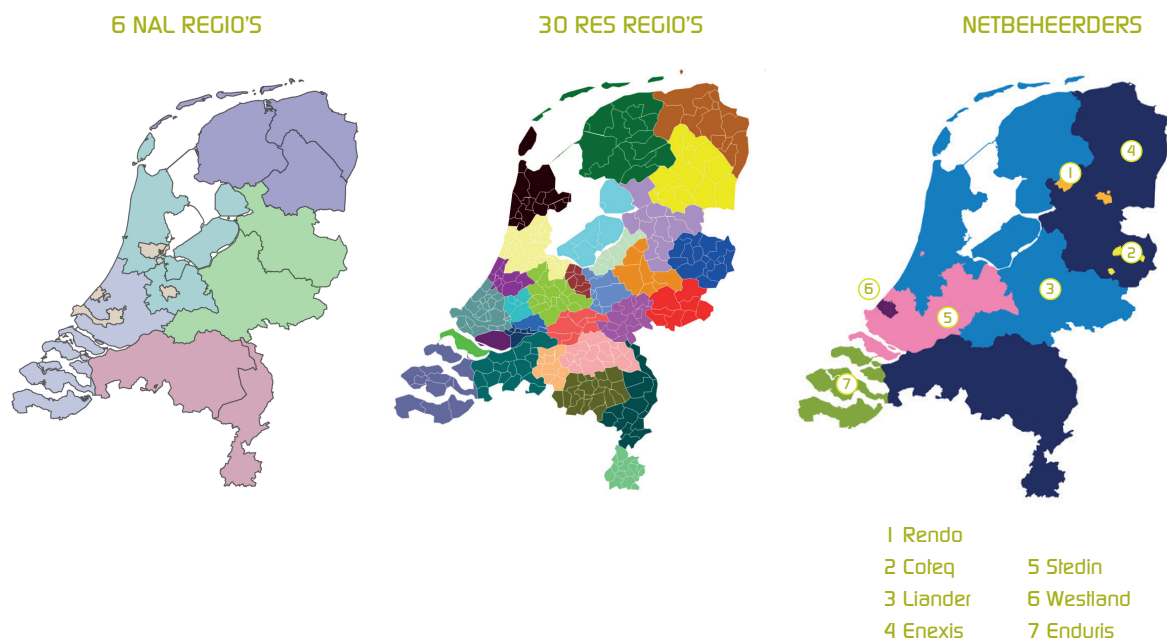 6 NAL REGIO'S
30 RES REGIO'S
NETBEHEERDERS
4
1
2
6
3
5
7
1 Rendo
2 Coteq
3 Liander
4 Enexis
5 Stedin
6 Westland
7 Enduris